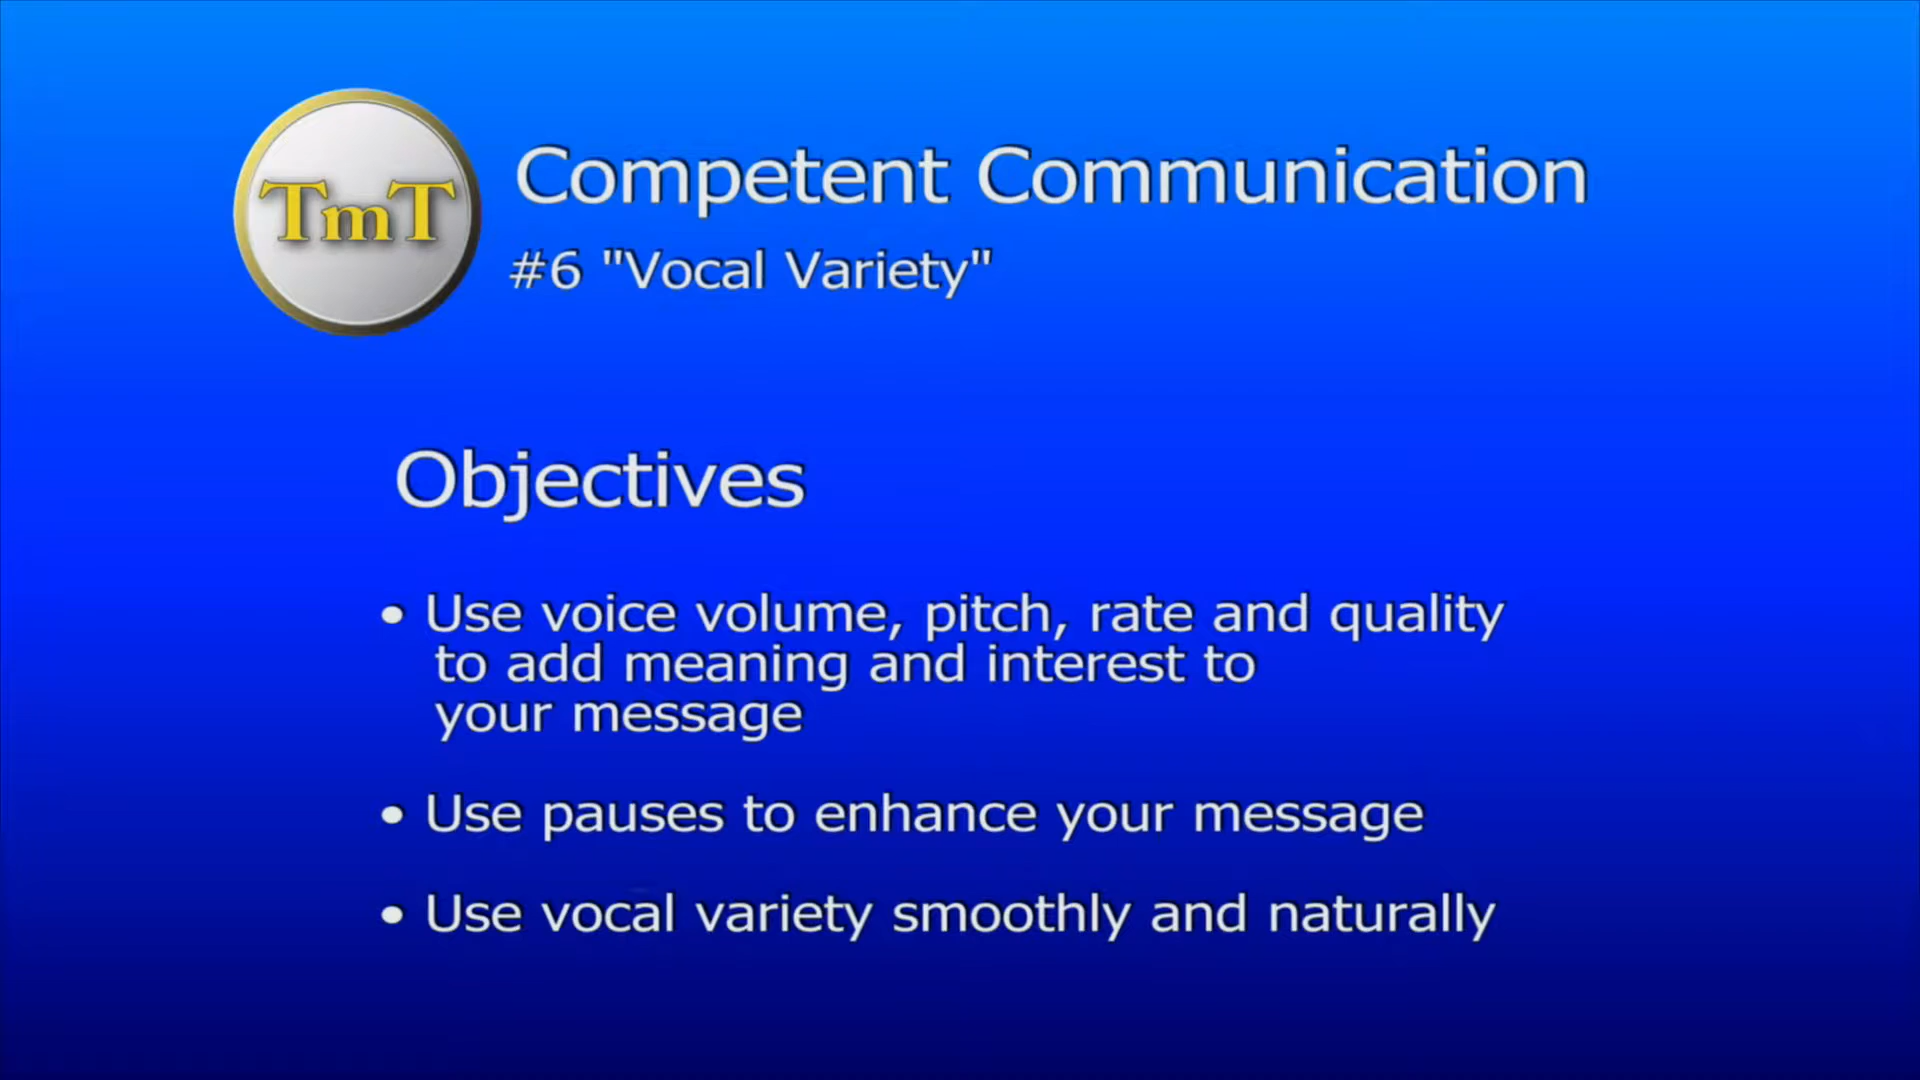 TmT
Competent Communication
#6 "Vocal Variety"
Objectives
• Use voice volume, pitch, rate and quality
to add meaning and interest to
your message
• Use pauses to enhance your message
• Use vocal variety smoothly and naturally